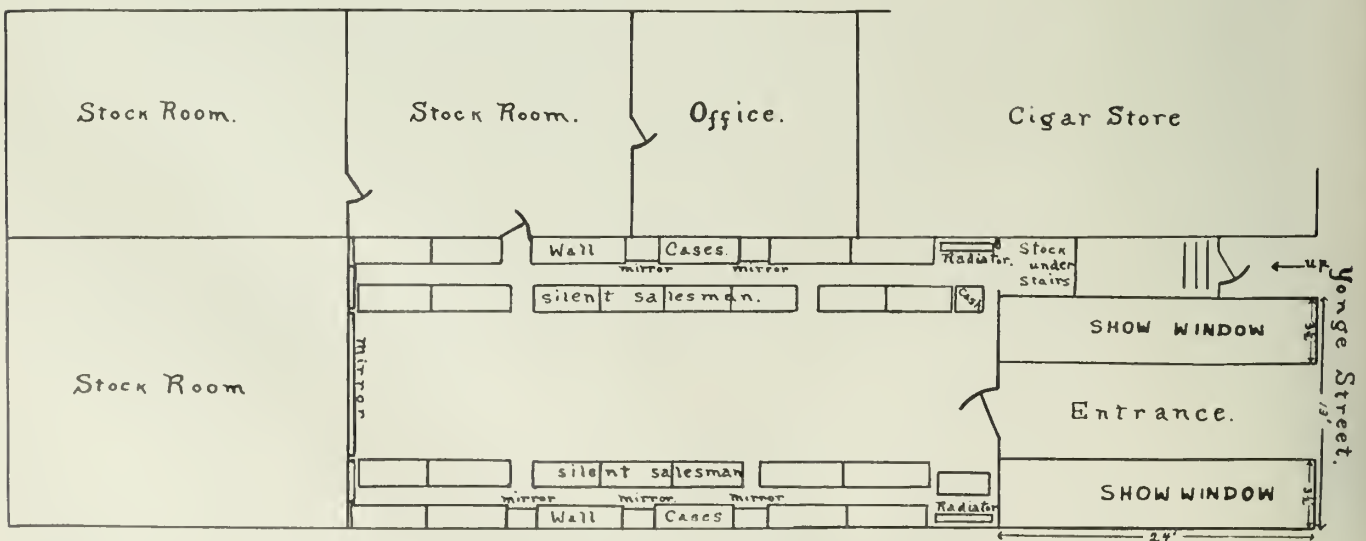 Stock Room.
Stock Room.
Office.
Cigar Store
Wall
Cases.
mirror
mirror
Radiator.
Stock
under
Stairs
UP
Yonge Street.
silent salesman.
Cash
SHOW WINDOW
mirror
Stock Room
Entrance.
13'
silent salesman
mirror
mirror.
mirror
Wall
Cases
Radiator
SHOW WINDOW
24'